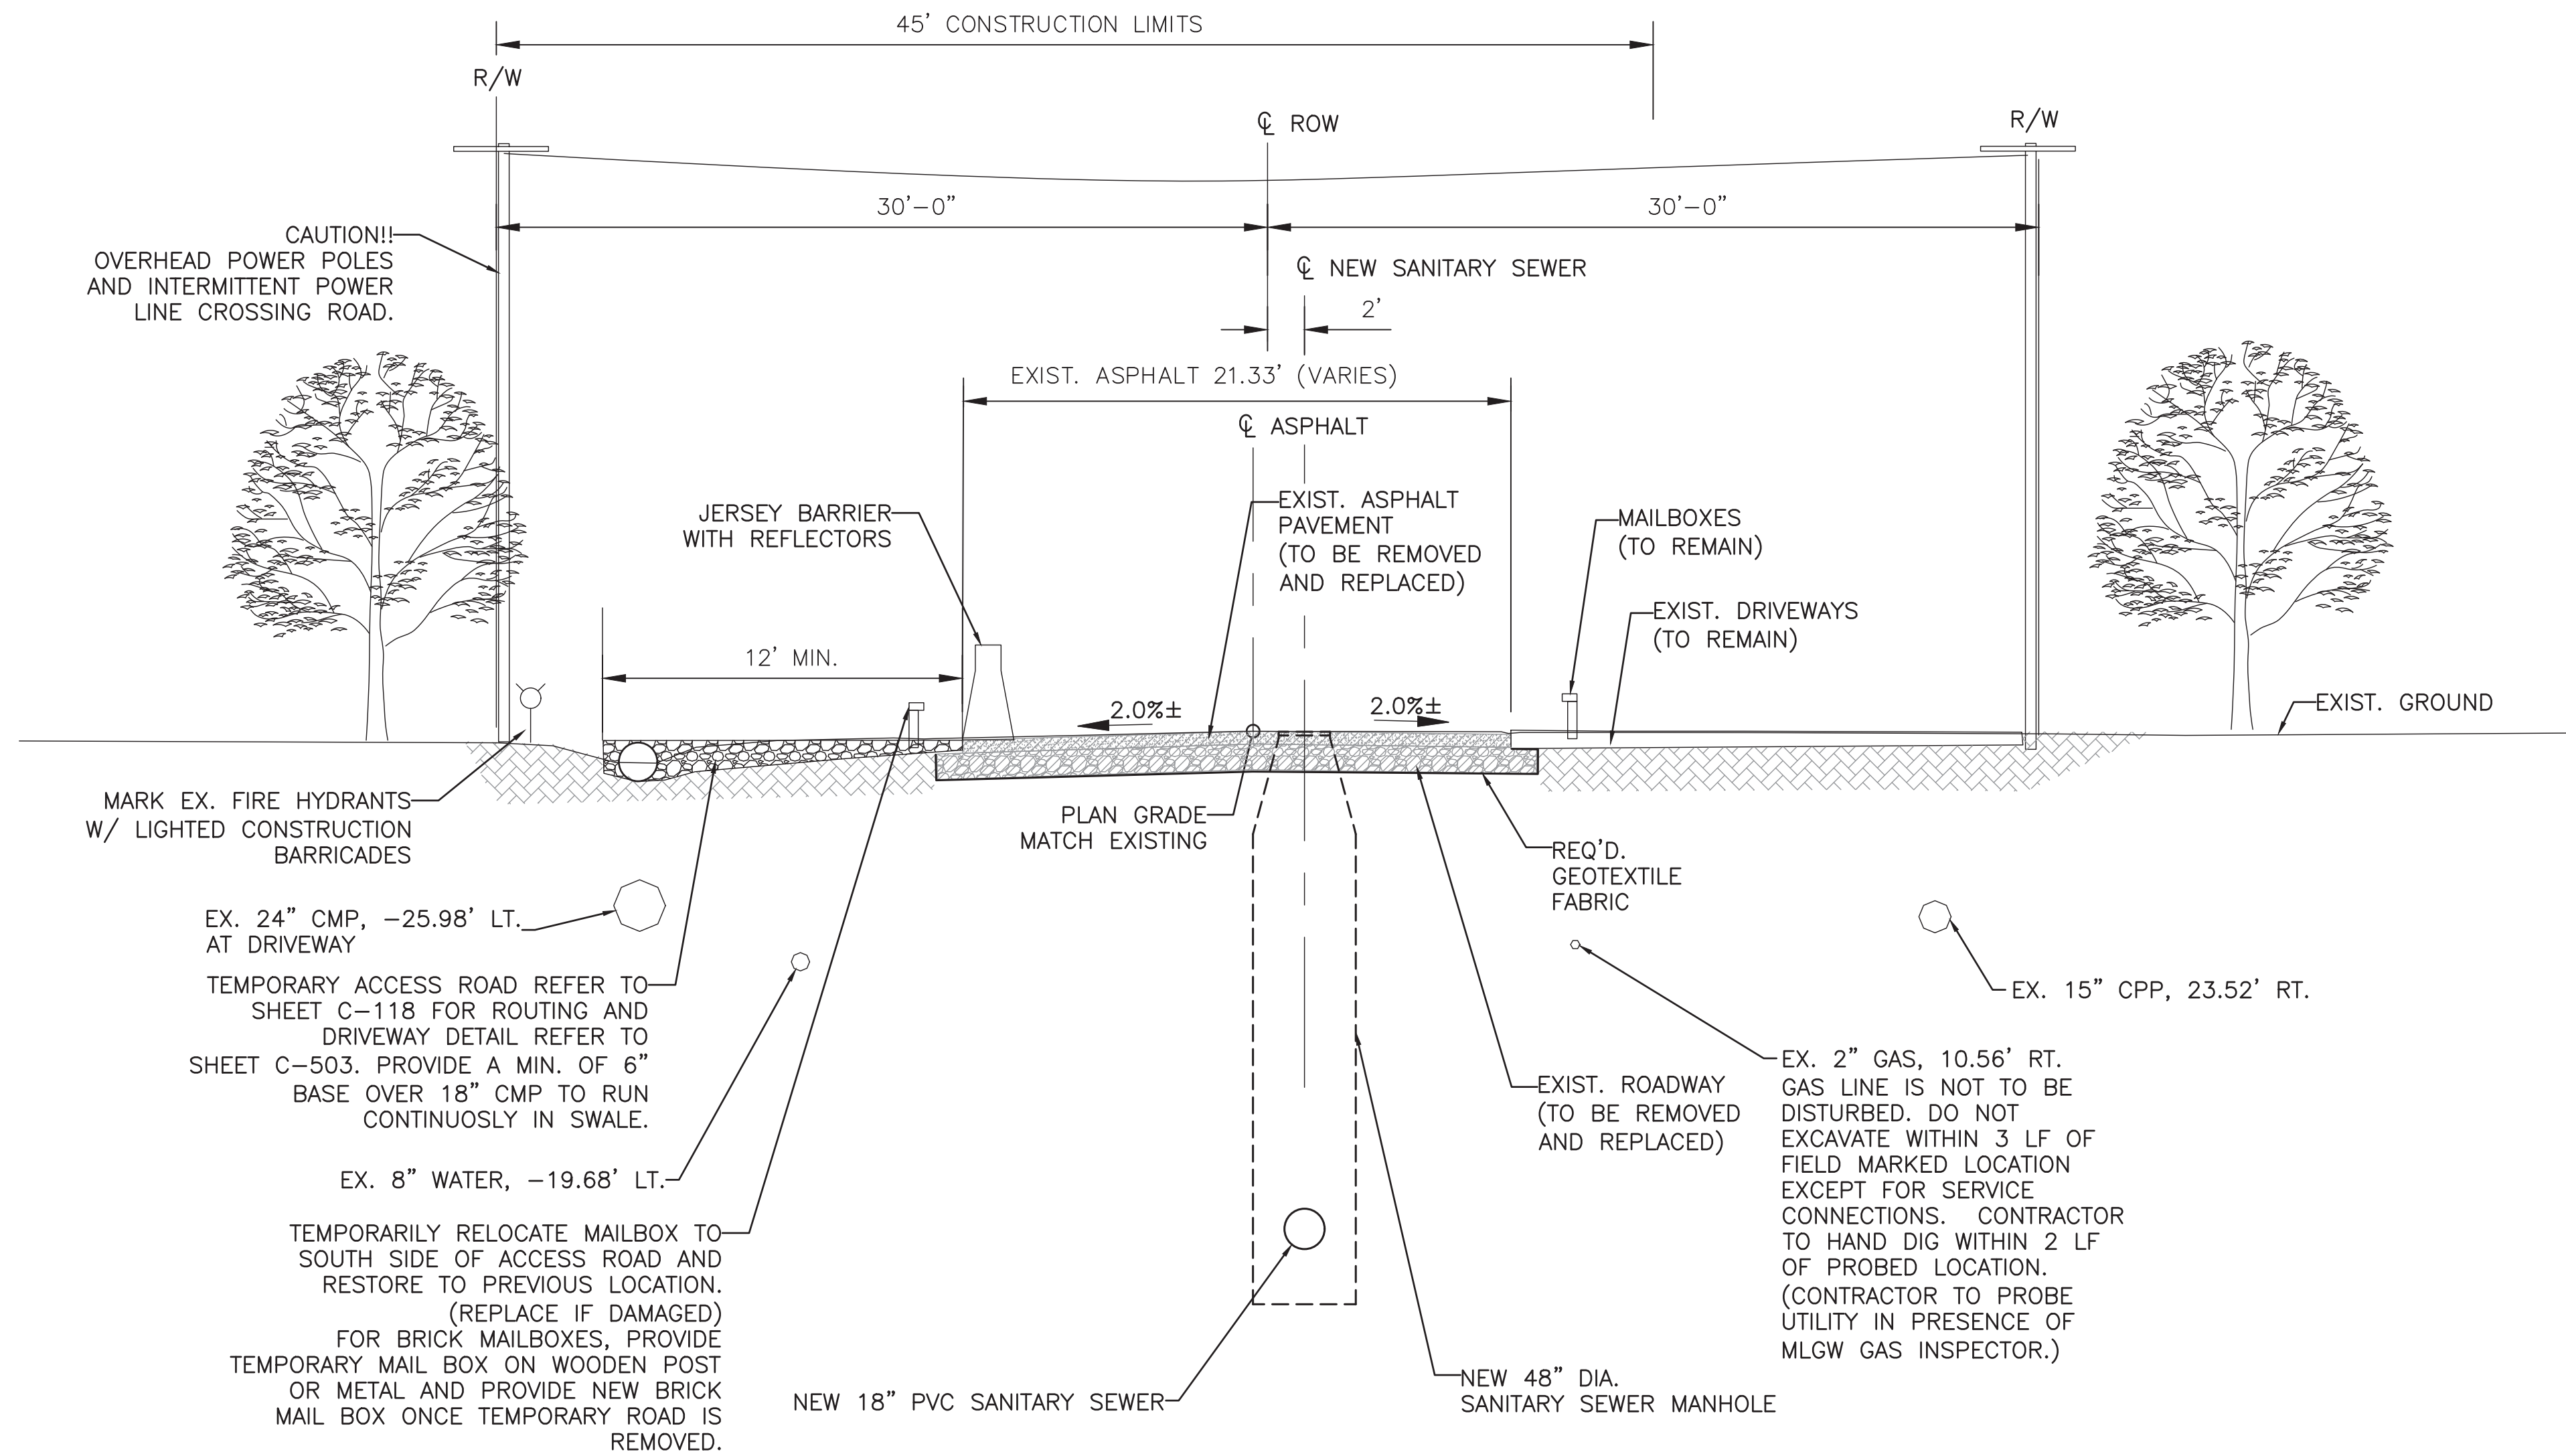 45' CONSTRUCTION LIMITS
R/W
℄ ROW
R/W
30'-0"
30'-0"
CAUTION!!
OVERHEAD POWER POLES
AND INTERMITTENT POWER
LINE CROSSING ROAD.
℄ NEW SANITARY SEWER
2'
EXIST. ASPHALT 21.33' (VARIES)
℄ ASPHALT
JERSEY BARRIER
WITH REFLECTORS
EXIST. ASPHALT
PAVEMENT
(TO BE REMOVED
AND REPLACED)
MAILBOXES
(TO REMAIN)
EXIST. DRIVEWAYS
(TO REMAIN)
12' MIN.
2.0%±
2.0%±
EXIST. GROUND
MARK EX. FIRE HYDRANTS
W/ LIGHTED CONSTRUCTION
BARRICADES
PLAN GRADE
MATCH EXISTING
REQ'D.
GEOTEXTILE
FABRIC
EX. 24" CMP, -25.98' LT.
AT DRIVEWAY
TEMPORARY ACCESS ROAD REFER TO
SHEET C-118 FOR ROUTING AND
DRIVEWAY DETAIL REFER TO
SHEET C-503. PROVIDE A MIN. OF 6"
BASE OVER 18" CMP TO RUN
CONTINUOSLY IN SWALE.
EX. 15" CPP, 23.52' RT.
EX. 2" GAS, 10.56' RT.
GAS LINE IS NOT TO BE
DISTURBED. DO NOT
EXCAVATE WITHIN 3 LF OF
FIELD MARKED LOCATION
EXCEPT FOR SERVICE
CONNECTIONS. CONTRACTOR
TO HAND DIG WITHIN 2 LF
OF PROBED LOCATION.
(CONTRACTOR TO PROBE
UTILITY IN PRESENCE OF
MLGW GAS INSPECTOR.)
EXIST. ROADWAY
(TO BE REMOVED
AND REPLACED)
EX. 8" WATER, -19.68' LT.
TEMPORARILY RELOCATE MAILBOX TO
SOUTH SIDE OF ACCESS ROAD AND
RESTORE TO PREVIOUS LOCATION.
(REPLACE IF DAMAGED)
FOR BRICK MAILBOXES, PROVIDE
TEMPORARY MAIL BOX ON WOODEN POST
OR METAL AND PROVIDE NEW BRICK
MAIL BOX ONCE TEMPORARY ROAD IS
REMOVED.
NEW 18" PVC SANITARY SEWER
NEW 48" DIA.
SANITARY SEWER MANHOLE